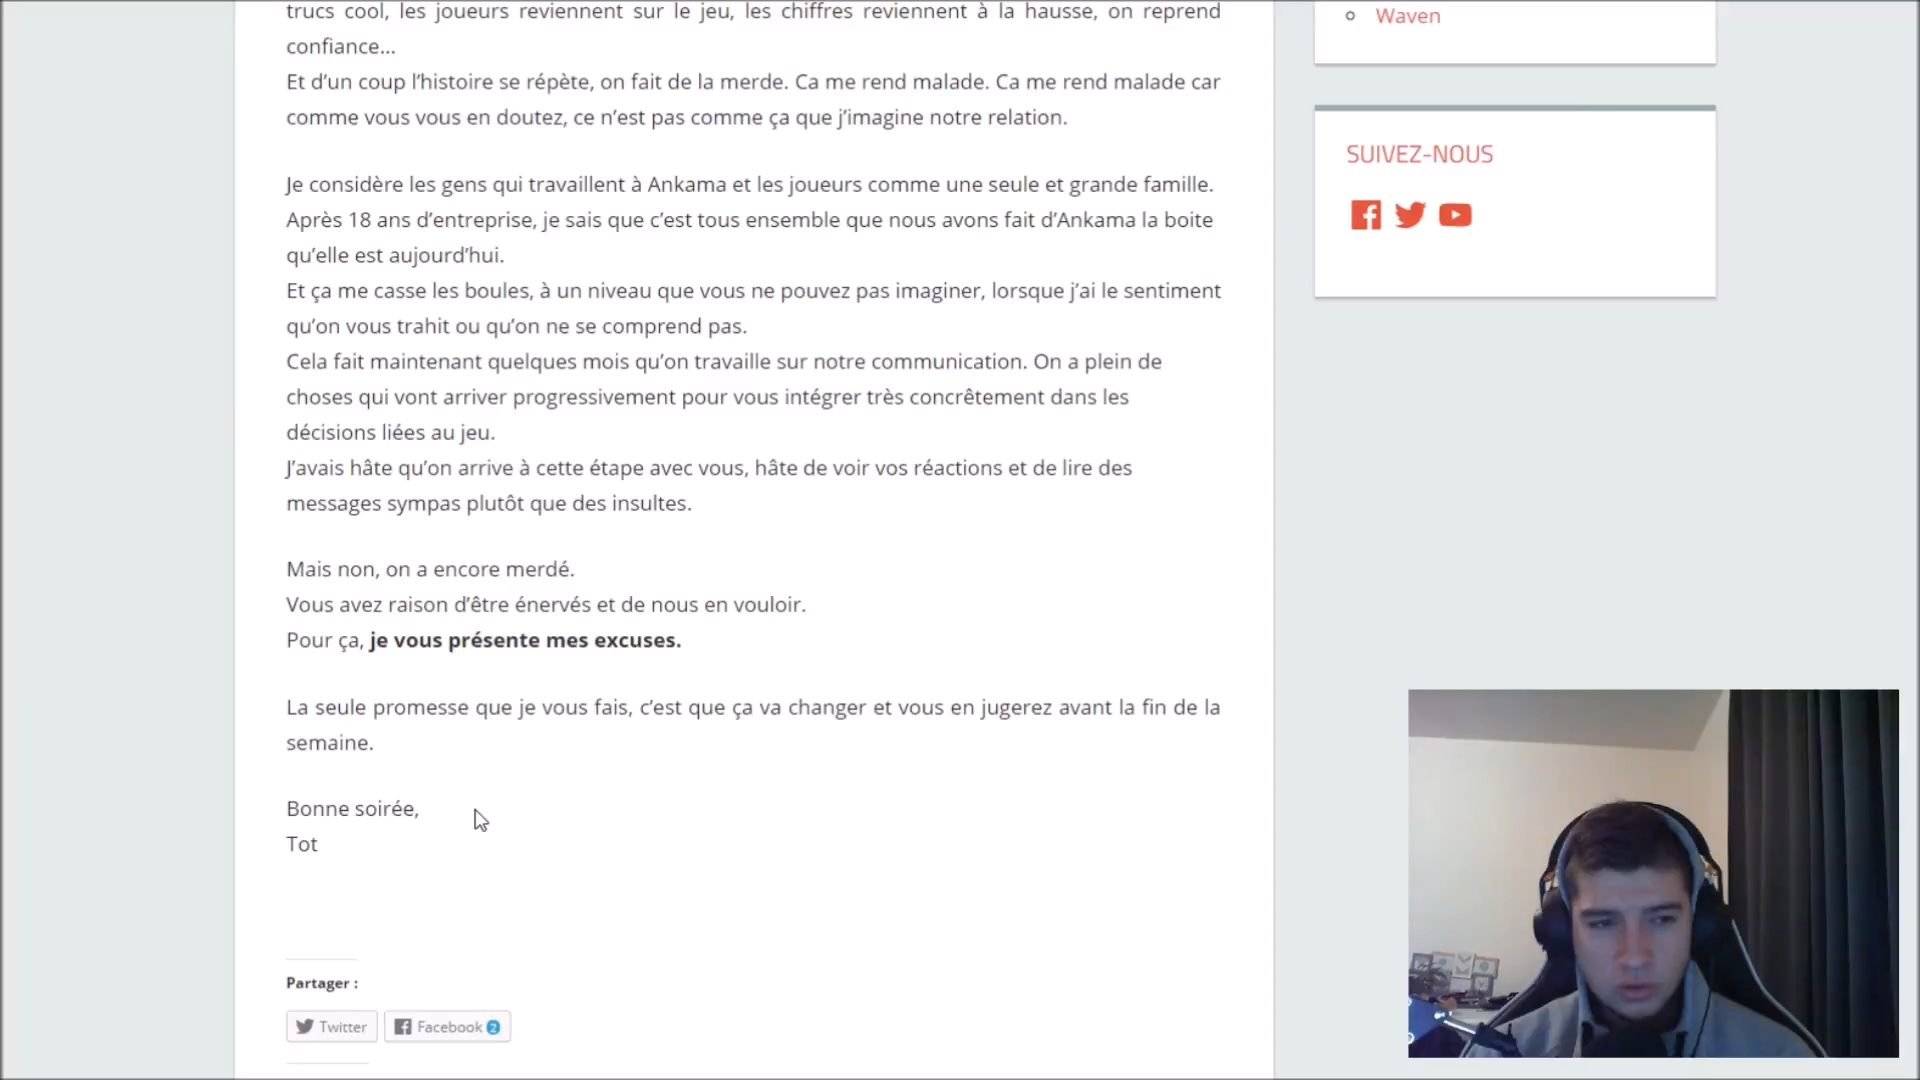 trucs cool, les joueurs reviennent sur le jeu, les chiffres reviennent à la hausse, on reprend
confiance...
Et d'un coup l'histoire se répète, on fait de la merde. Ca me rend malade. Ca me rend malade car
comme vous vous en doutez, ce n'est pas comme ça que j'imagine notre relation.
Je considère les gens qui travaillent à Ankama et les joueurs comme une seule et grande famille.
Après 18 ans d'entreprise, je sais que c'est tous ensemble que nous avons fait d'Ankama la boite
qu'elle est aujourd'hui.
Et ça me casse les boules, à un niveau que vous ne pouvez pas imaginer, lorsque j'ai le sentiment
qu'on vous trahit ou qu'on ne se comprend pas.
Cela fait maintenant quelques mois qu'on travaille sur notre communication. On a plein de
choses qui vont arriver progressivement pour vous intégrer très concrêtement dans les
décisions liées au jeu.
J'avais hâte qu'on arrive à cette étape avec vous, hâte de voir vos réactions et de lire des
messages sympas plutôt que des insultes.
Mais non, on a encore merdé.
Vous avez raison d'être énervés et de nous en vouloir.
Pour ça, je vous présente mes excuses.
La seule promesse que je vous fais, c'est que ça va changer et vous en jugerez avant la fin de la
semaine.
Bonne soirée,
Tot
Partager :
Twitter
Facebook 2
Waven
SUIVEZ-NOUS